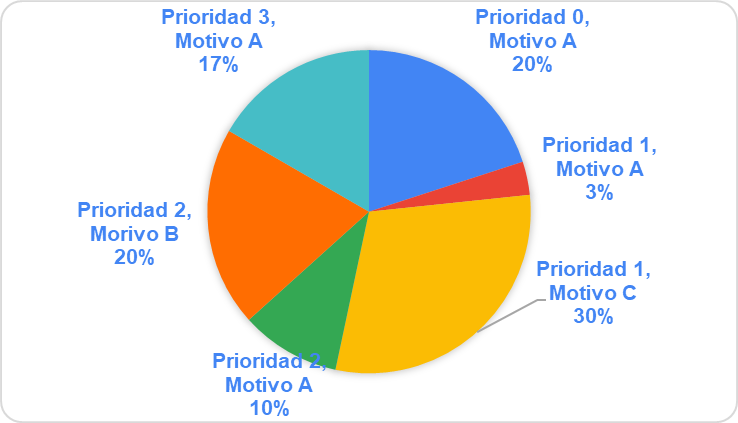 Prioridad 3,
Motivo A
17%
Prioridad 0,
Motivo A
20%
Prioridad 1,
Motivo A
3%
Prioridad 2,
Morivo B
20%
Prioridad 1,
Motivo C
30%
Prioridad 2,
Motivo A
10%